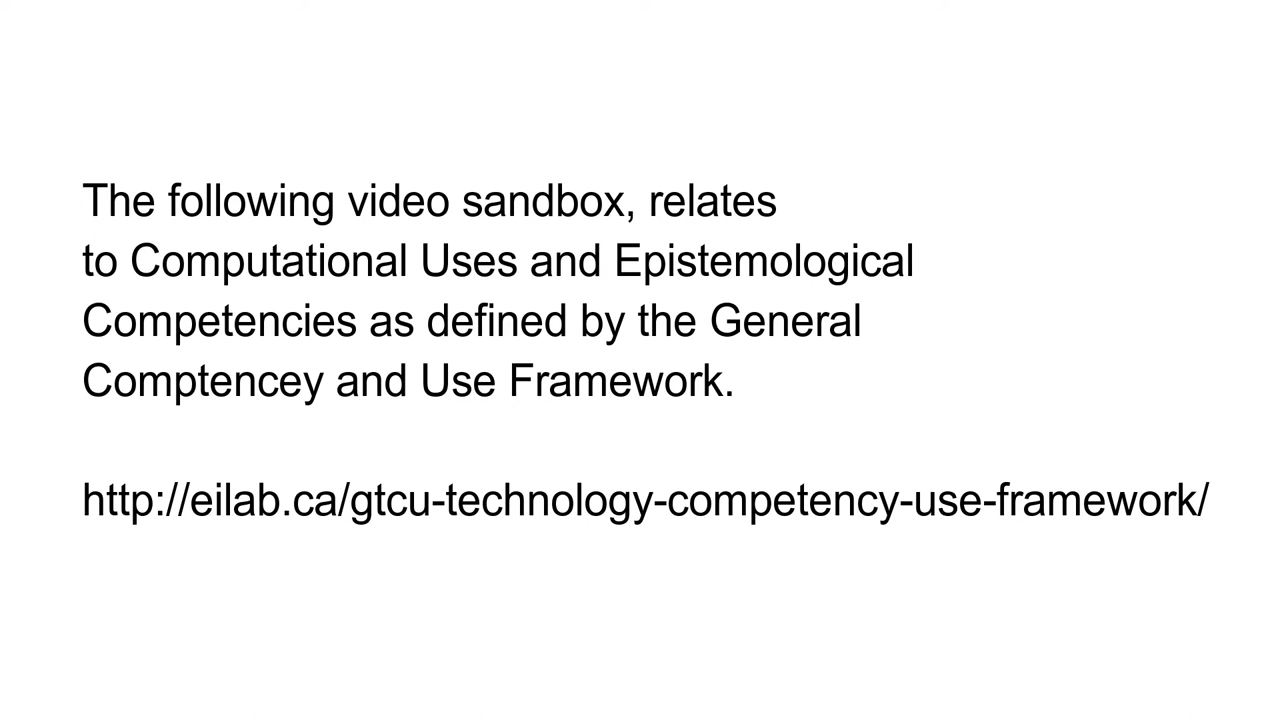 The following video sandbox, relates
to Computational Uses and Epistemological
Competencies as defined by the General
Comptencey and Use Framework.
http://eilab.ca/gtcu-technology-competency-use-framework/